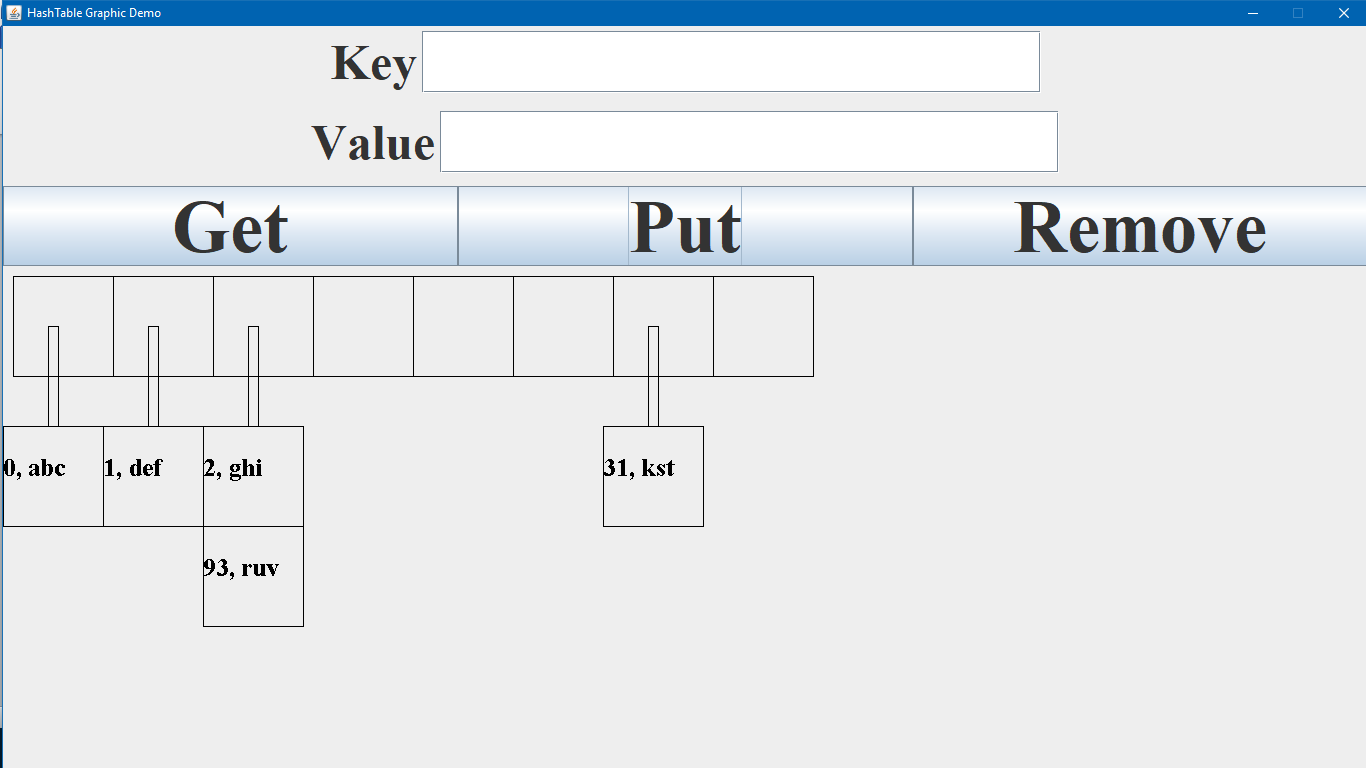 HashTable Graphic Demo
Key
Value
Get Put Remove
0, abc 1, def 2, ghi 31, kst
93, ruv